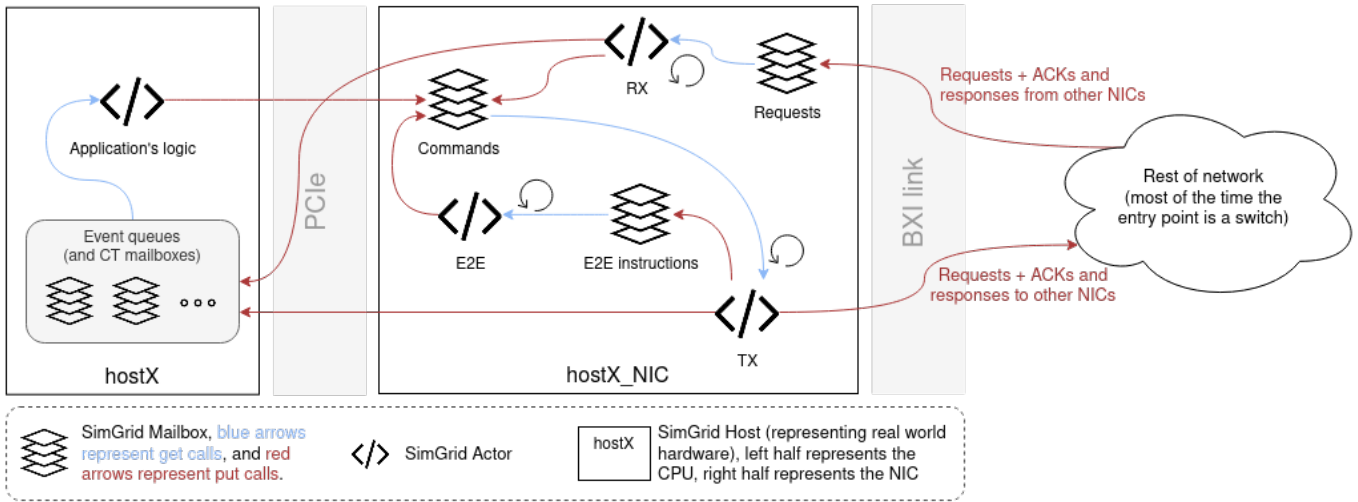 Application's logic
Event queues
(and CT mailboxes)
hostX
PCIe
RX
Requests
Commands
E2E
E2E instructions
TX
hostX_NIC
BXI link
Requests + ACKs and
responses from other NICs
Rest of network
(most of the time the
entry point is a switch)
Requests + ACKs and
responses to other NICs
SimGrid Mailbox, blue arrows
represent get calls, and red
arrows represent put calls.
SimGrid Actor
hostX
SimGrid Host (representing real world
hardware), left half represents the
CPU, right half represents the NIC